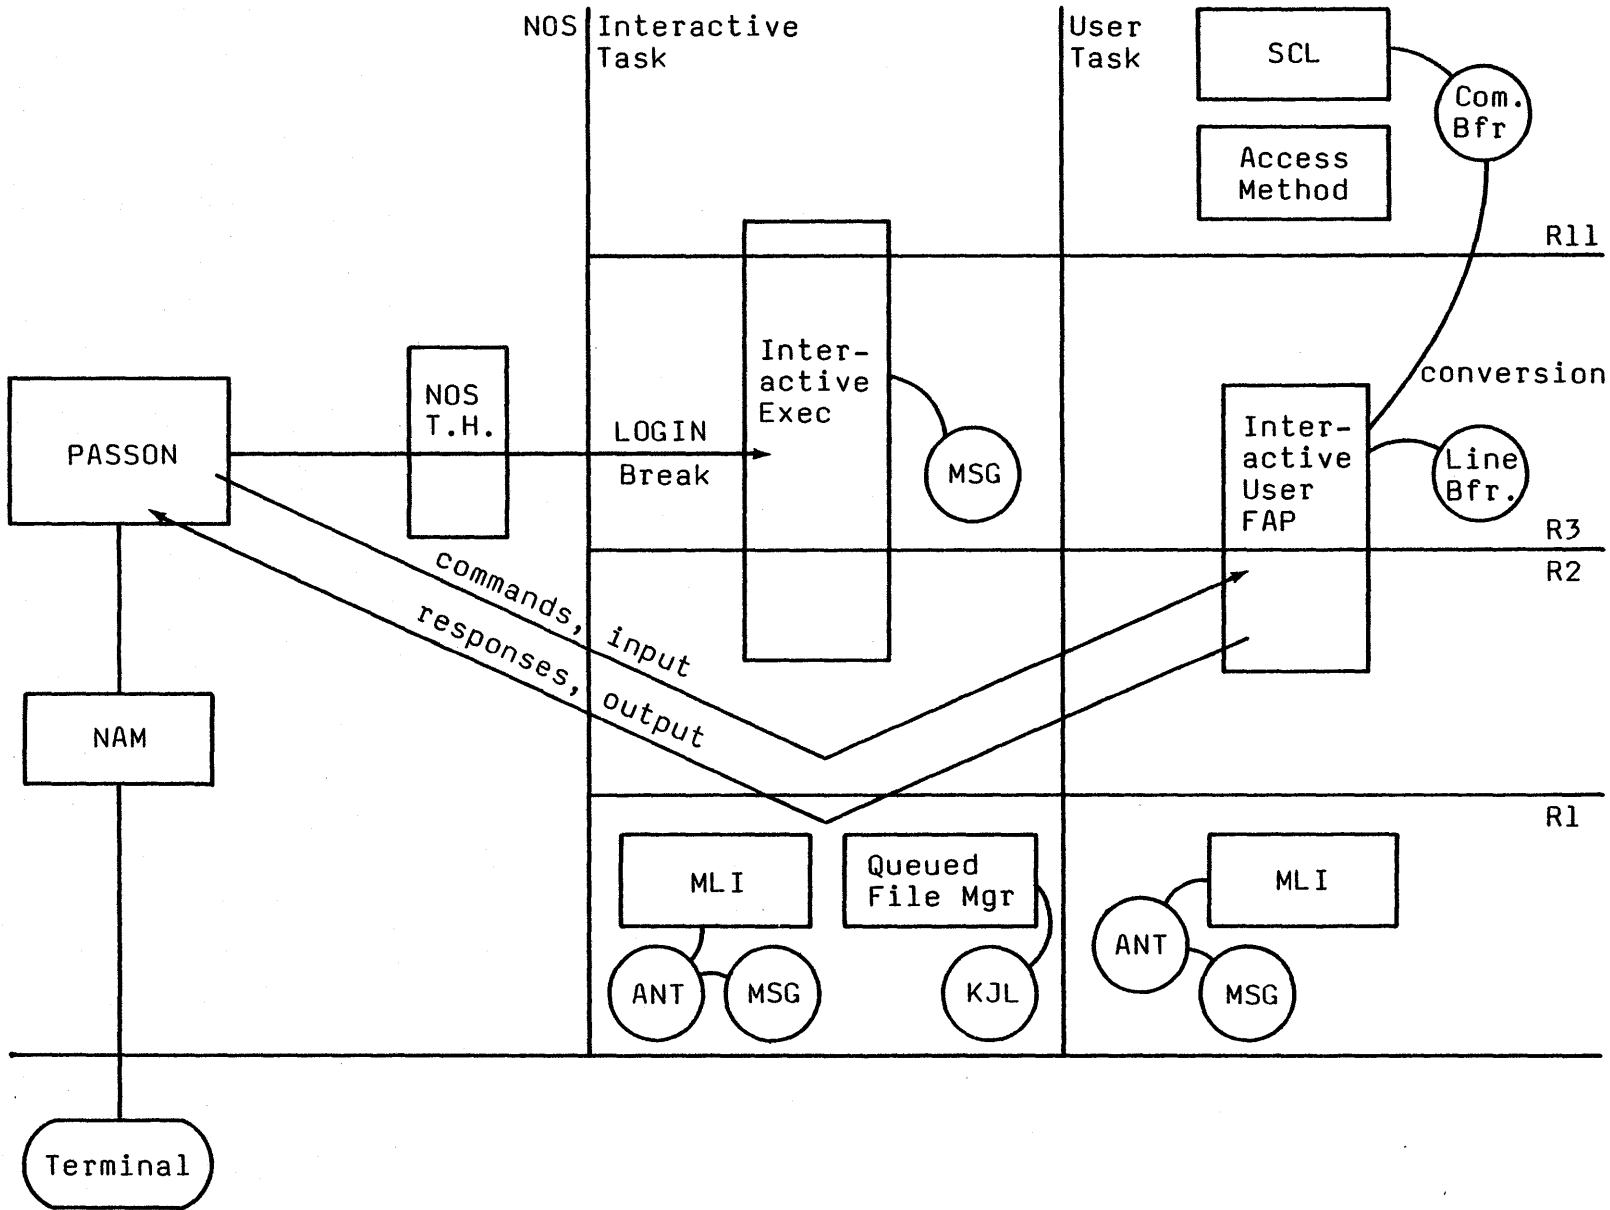 NOS
Interactive
Task
User
Task
SCL
Com.
Bfr
Access
Method
R11
Inter-
active
Exec
conversion
NOS
T.H.
PASSON
LOGIN
Break
MSG
Inter-
active
User
FAP
Line
Bfr.
R3
R2
commands, input
responses, output
NAM
R1
MLI
Queued
File Mgr
MLI
ANT
MSG
KJL
ANT
MSG
Terminal